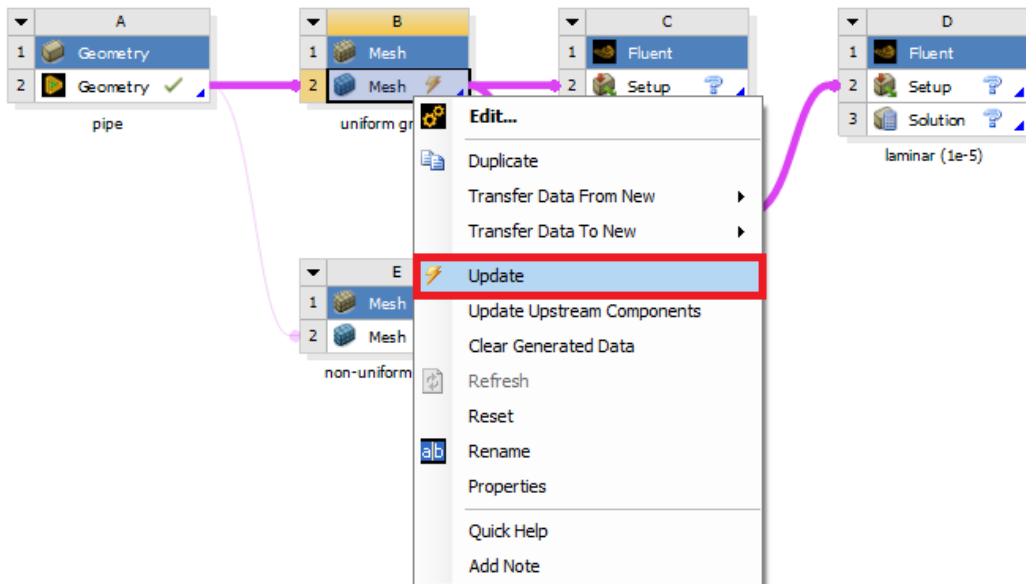 A
1 Geometry
2 Geometry
pipe
B
1 Mesh
2 Mesh
uniform gr
C
1 Fluent
2 Setup
D
1 Fluent
2 Setup
3 Solution
laminar (1e-5)
E
1 Mesh
2 Mesh
non-uniform
Edit...
Duplicate
Transfer Data From New
Transfer Data To New
Update
Update Upstream Components
Clear Generated Data
Refresh
Reset
a|b Rename
Properties
Quick Help
Add Note